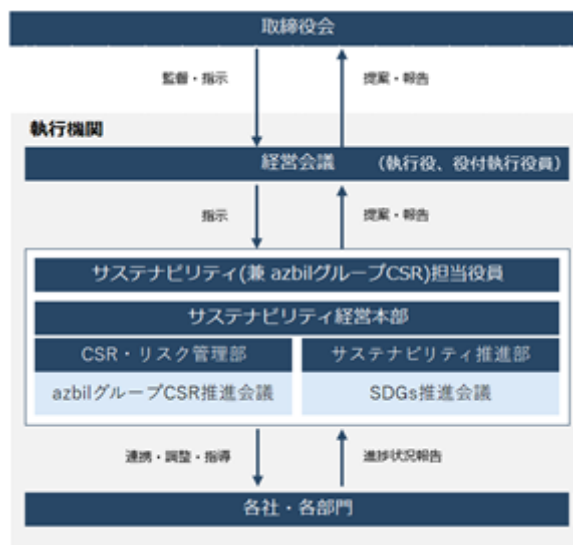 取締役会
監督・指示
提案・報告
執行機関
経営会議 (執行役、役付執行役員)
指示
提案・報告
サステナビリティ(兼 azbilグループCSR)担当役員
サステナビリティ経営本部
CSR・リスク管理部
サステナビリティ推進部
azbilグループCSR推進会議
SDGs推進会議
連携・調整・指導
進捗状況報告
各社・各部門